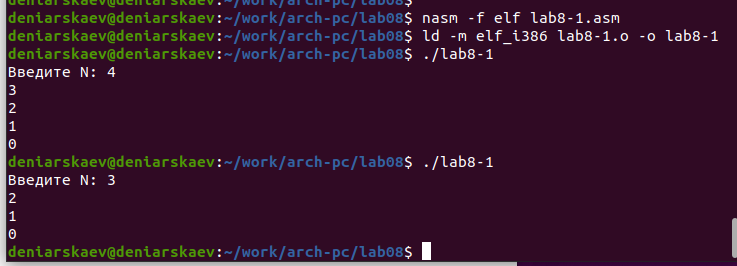 deniarskaev@deniarskaev:~/work/arch-pc/lab08$ nasm -f elf lab8-1.asm
deniarskaev@deniarskaev:~/work/arch-pc/lab08$ ld -m elf_i386 lab8-1.o -o lab8-1
deniarskaev@deniarskaev:~/work/arch-pc/lab08$ ./lab8-1
Введите N: 4
3
2
1
0
deniarskaev@deniarskaev:~/work/arch-pc/lab08$ ./lab8-1
Введите N: 3
2
1
0
deniarskaev@deniarskaev:~/work/arch-pc/lab08$